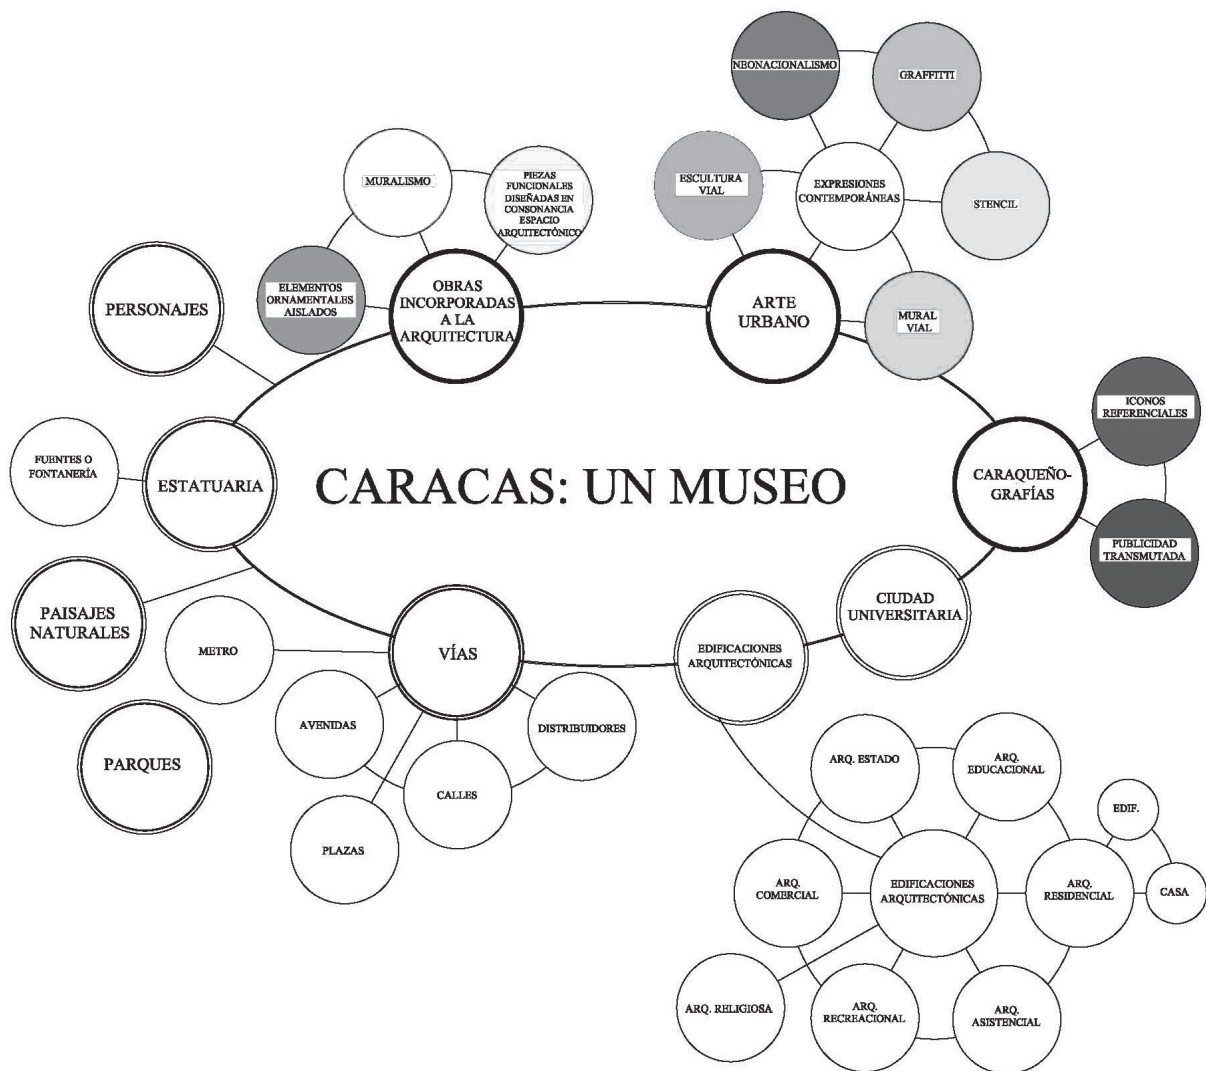 NEONACIONALISMO
GRAFFITTI
ESCULTURA
VIAL
EXPRESIONES
CONTEMPORÁNEAS
STENCIL
MURALISMO
PIEZAS
FUNCIONALES
DISEÑADAS EN
CONSONANCIA
ESPACIO
ARQUITECTÓNICO
ELEMENTOS
ORNAMENTALES
AISLADOS
OBRAS
INCORPORADAS
A LA
ARQUITECTURA
ARTE
URBANO
MURAL
VIAL
PERSONAJES
ICONOS
REFERENCIALES
FUENTES O
FONTANERÍA
ESTATUARIA
CARACAS: UN MUSEO
CARAQUEÑO-
GRAFÍAS
PUBLICIDAD
TRANSMUTADA
PAISAJES
NATURALES
METRO
VÍAS
EDIFICACIONES
ARQUITECTÓNICAS
CIUDAD
UNIVERSITARIA
AVENIDAS
DISTRIBUIDORES
PARQUES
CALLES
PLAZAS
ARQ. ESTADO
ARQ.
EDUCACIONAL
EDIF.
ARQ.
COMERCIAL
EDIFICACIONES
ARQUITECTÓNICAS
ARQ.
RESIDENCIAL
CASA
ARQ. RELIGIOSA
ARQ.
RECREACIONAL
ARQ.
ASISTENCIAL